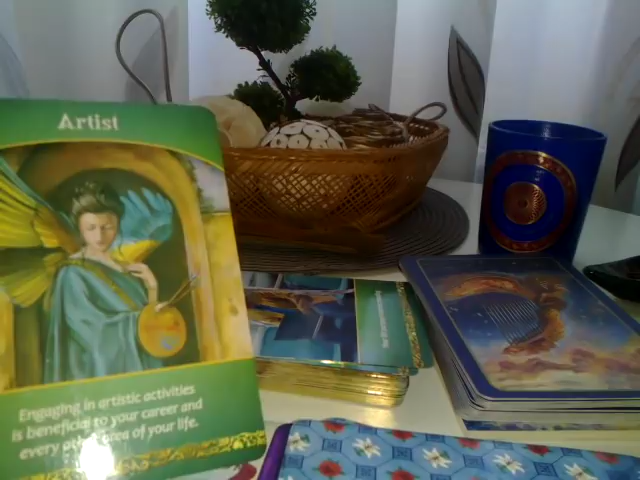 Artist
Engaging in artistic activities
is beneficial to your career and
every other area of your life.